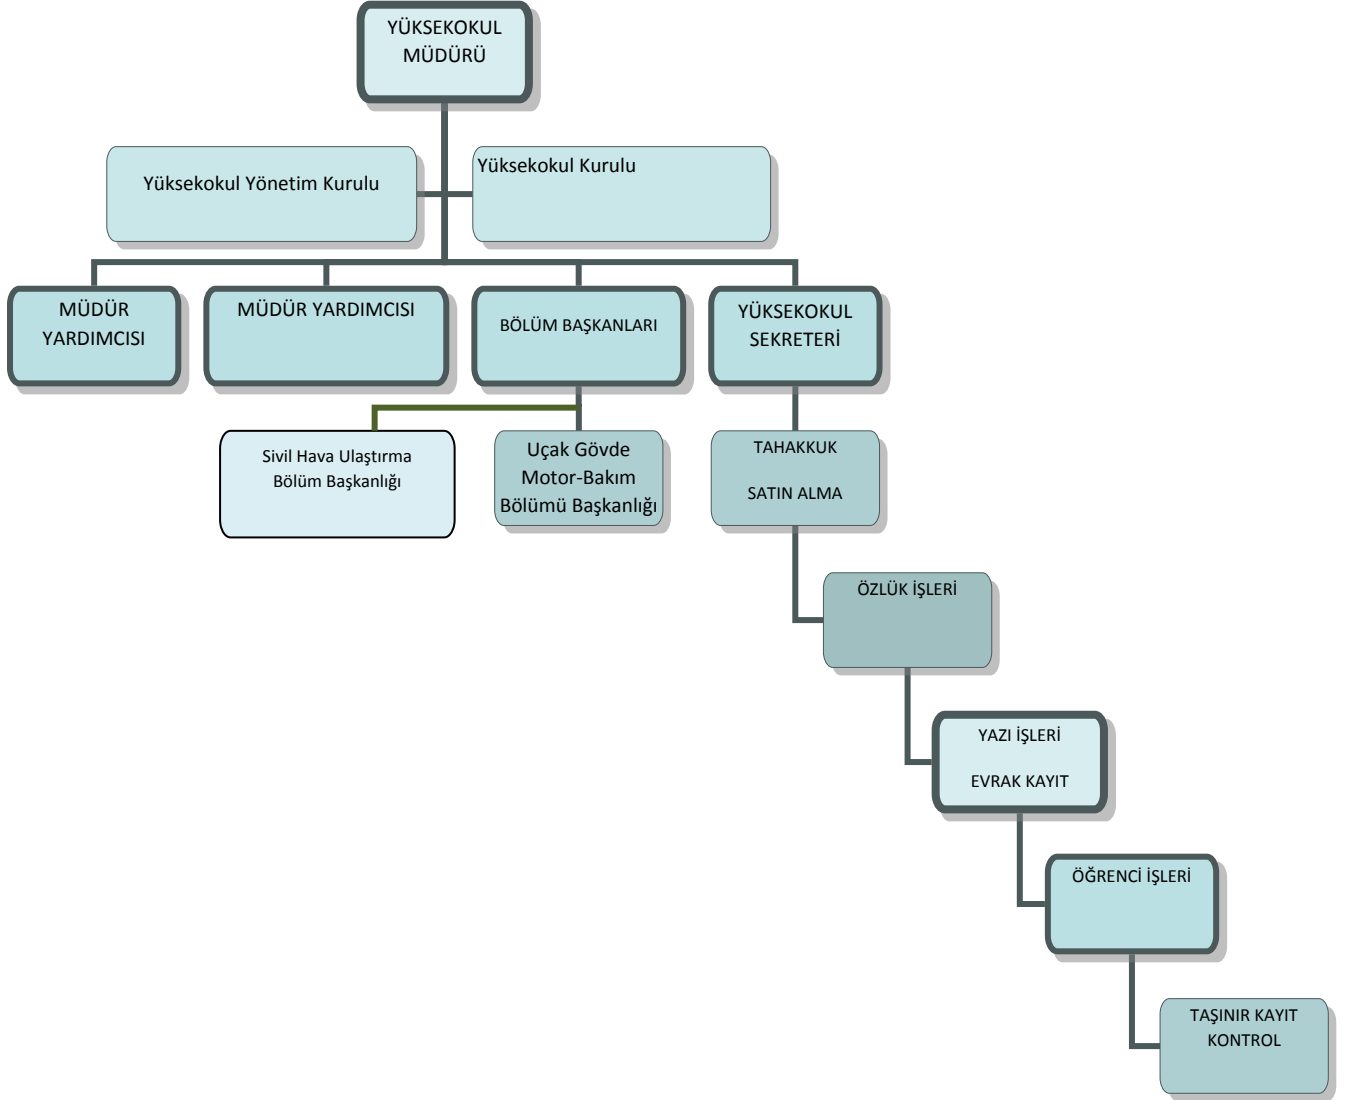 YÜKSEKOKUL
MÜDÜRÜ
Yüksekokul Yönetim Kurulu
Yüksekokul Kurulu
MÜDÜR
YARDIMCISI
MÜDÜR YARDIMCISI
BÖLÜM BAŞKANLARI
YÜKSEKOKUL
SEKRETERİ
Sivil Hava Ulaştırma
Bölüm Başkanlığı
Uçak Gövde
Motor-Bakım
Bölümü Başkanlığı
TAHAKKUK
SATIN ALMA
ÖZLÜK İŞLERİ
YAZI İŞLERİ
EVRAK KAYIT
ÖĞRENCİ İŞLERİ
TAŞINIR KAYIT
KONTROL